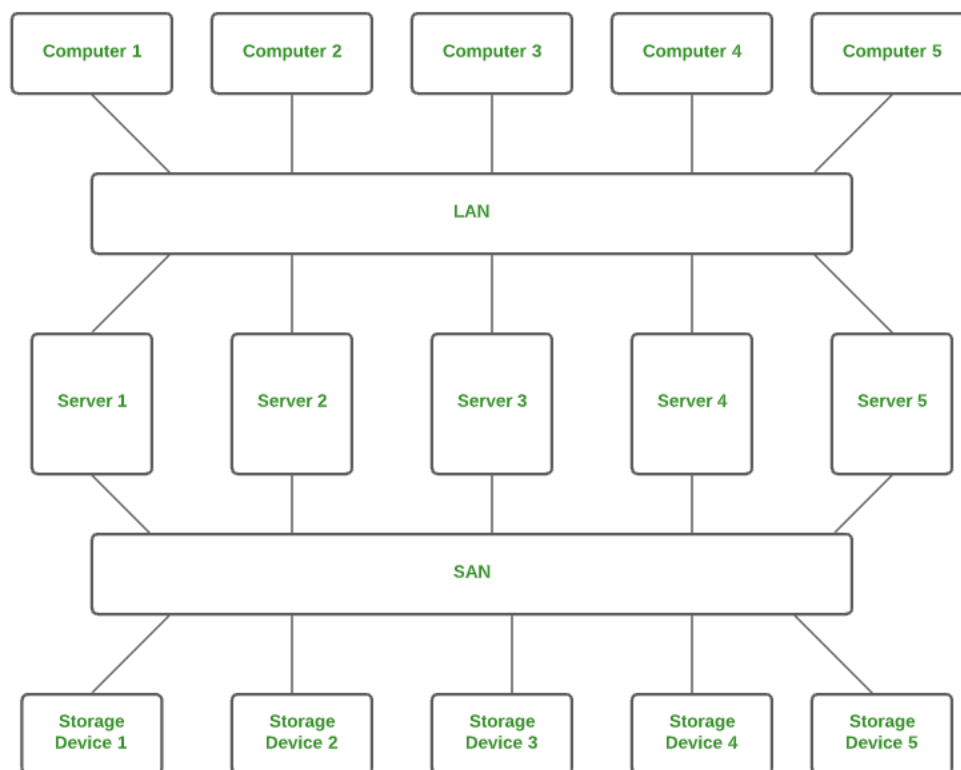 Computer 1
Computer 2
Computer 3
Computer 4
Computer 5
LAN
Server 1
Server 2
Server 3
Server 4
Server 5
SAN
Storage
Device 1
Storage
Device 2
Storage
Device 3
Storage
Device 4
Storage
Device 5